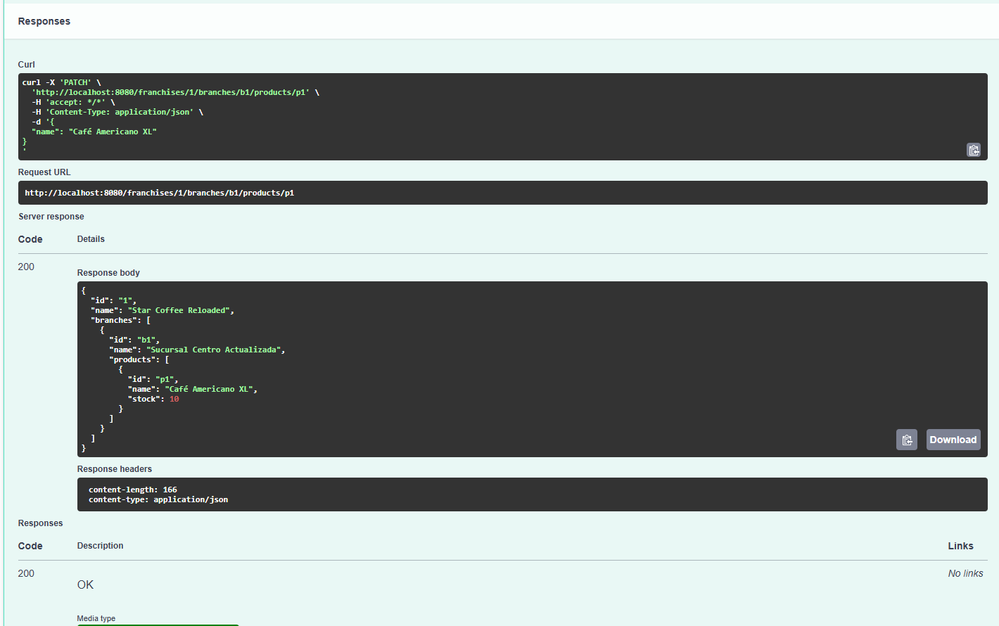 Responses
Curl
curl -X 'PATCH' \
  'http://localhost:8080/franchises/1/branches/b1/products/p1' \
  -H 'accept: */*' \
  -H 'Content-Type: application/json' \
  -d '{
  "name": "Café Americano XL"
}
'
Request URL
http://localhost:8080/franchises/1/branches/b1/products/p1
Server response
Code Details
200
Response body
{
  "id": "1",
  "name": "Star Coffee Reloaded",
  "branches": [
    {
      "id": "b1",
      "name": "Sucursal Centro Actualizada",
      "products": [
        {
          "id": "p1",
          "name": "Café Americano XL",
          "stock": 10
        }
      ]
    }
  ]
}
Download
Response headers
content-length: 166
content-type: application/json
Responses
Code Description Links
200 No links
OK
Media type